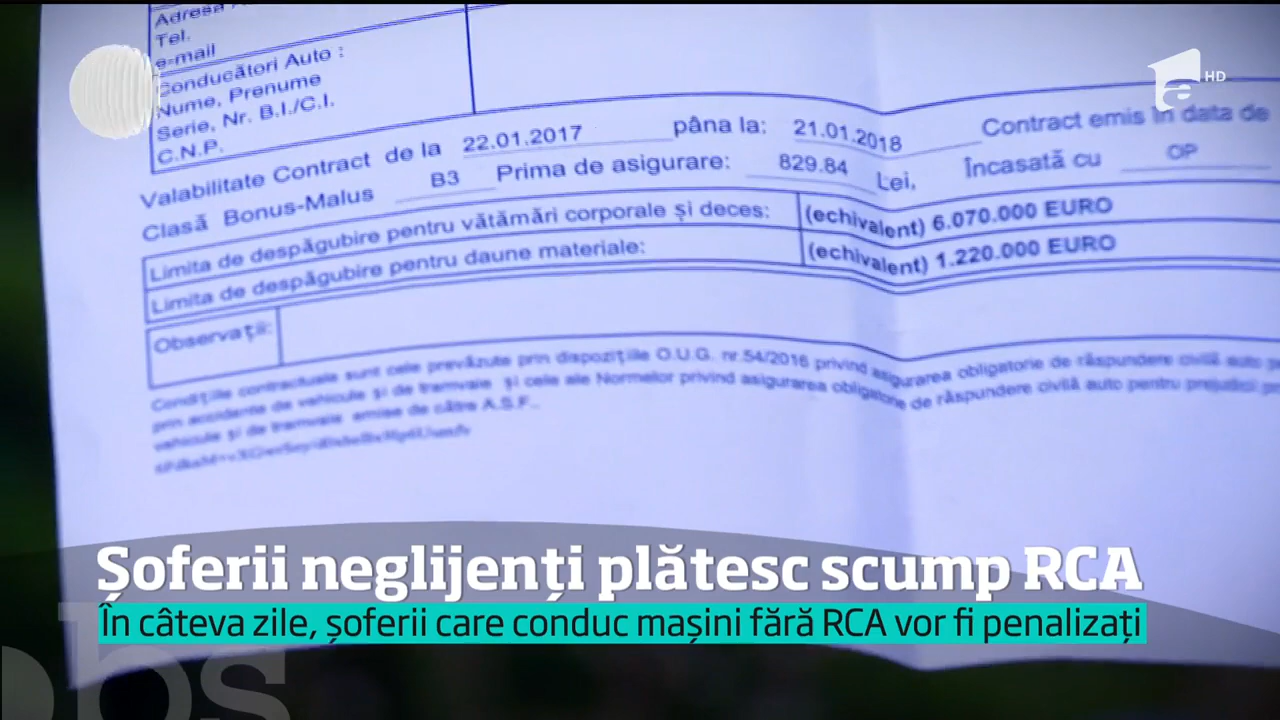 Adresa
Tel.
e-mail
Conducători Auto :
Nume, Prenume
Serie, Nr. B.I./C.I.
C.N.P.
HD
Valabilitate Contract de la 22.01.2017 pâna la: 21.01.2018 Contract emis în data de
Clasă Bonus-Malus B3 Prima de asigurare: 829.84 Lei, Încasată cu OP
Limita de despăgubire pentru vătămări corporale și deces: (echivalent) 6.070.000 EURO
Limita de despăgubire pentru daune materiale: (echivalent) 1.220.000 EURO
Observații:
Condițiile contractuale sunt cele prevăzute prin dispozițiile O.U.G. nr.54/2016 privind asigurarea obligatorie de răspundere civilă auto
prin accidente de vehicule și de tramvaie și cele ale Normelor privind asigurarea obligatorie de răspundere civilă auto pentru prejudicii
vehicule și de tramvaie emise de către A.S.F..
Șoferii neglijenți plătesc scump RCA
În câteva zile, șoferii care conduc mașini fără RCA vor fi penalizați
obs